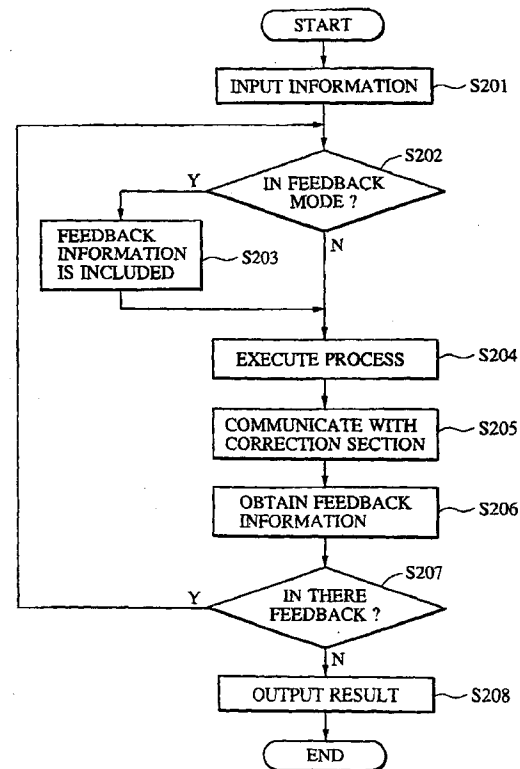 START
INPUT INFORMATION
S201
S202
Y
IN FEEDBACK
MODE ?
FEEDBACK
INFORMATION
IS INCLUDED
S203
N
EXECUTE PROCESS
S204
COMMUNICATE WITH
CORRECTION SECTION
S205
OBTAIN FEEDBACK
INFORMATION
S206
S207
Y
IN THERE
FEEDBACK ?
N
OUTPUT RESULT
S208
END